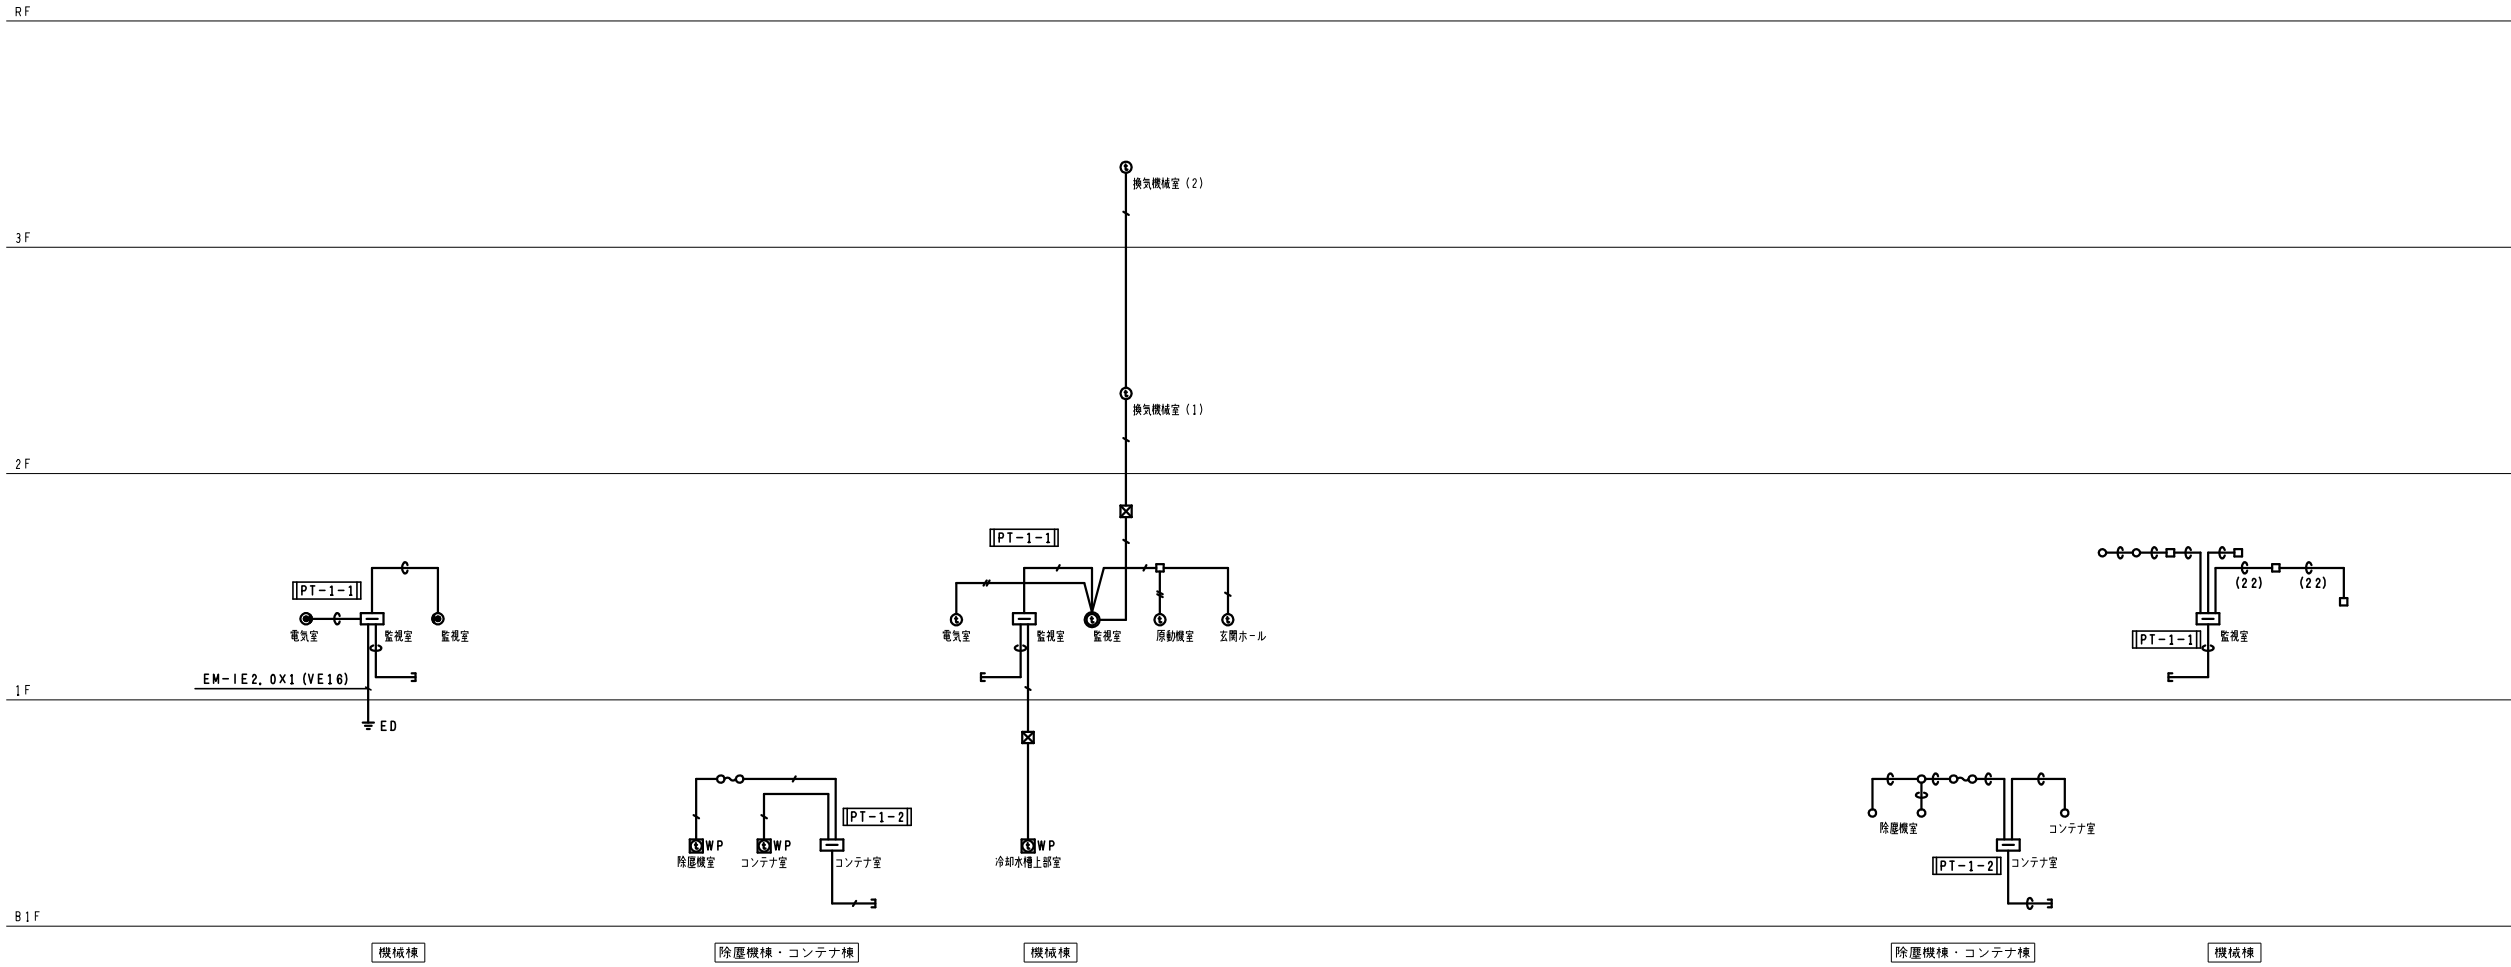 RF
換気機械室(2)
3F
換気機械室(1)
2F
PT-1-1
PT-1-1
(22)
(22)
電気室
監視室
監視室
電気室
監視室
監視室
原動機室
玄関ホール
PT-1-1
監視室
EM-IE2.0X1(VE16)
1F
ED
PT-1-2
除塵機室
コンテナ室
WP
WP
WP
除塵機室
コンテナ室
コンテナ室
冷却水槽上部室
PT-1-2
コンテナ室
B1F
機械棟
除塵機棟・コンテナ棟
機械棟
除塵機棟・コンテナ棟
機械棟